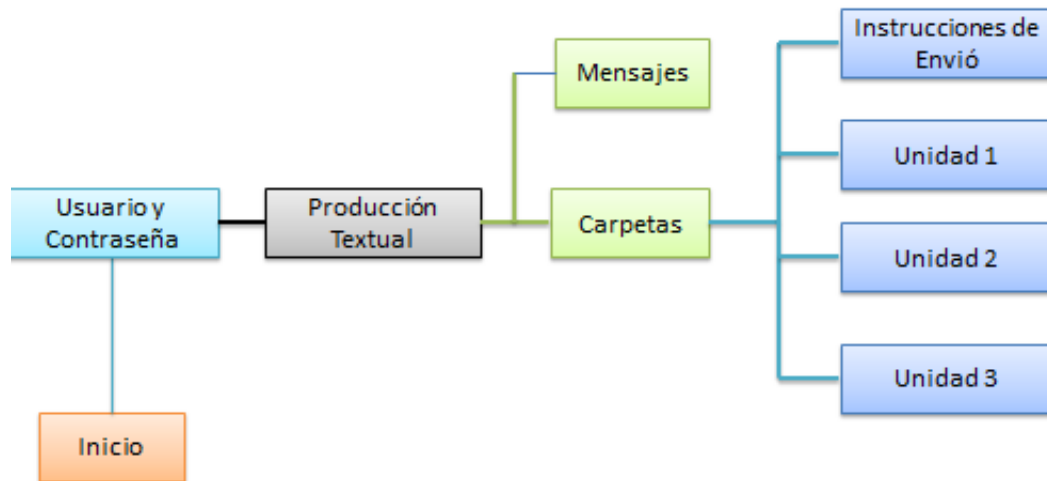 Instrucciones de
Envió
Mensajes
Unidad 1
Usuario y
Contraseña
Producción
Textual
Carpetas
Unidad 2
Unidad 3
Inicio